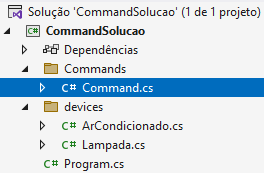 Solução 'CommandSolucao' (1 de 1 projeto)
CommandSolucao
Dependências
Commands
C# Command.cs
devices
C# ArCondicionado.cs
C# Lampada.cs
C# Program.cs